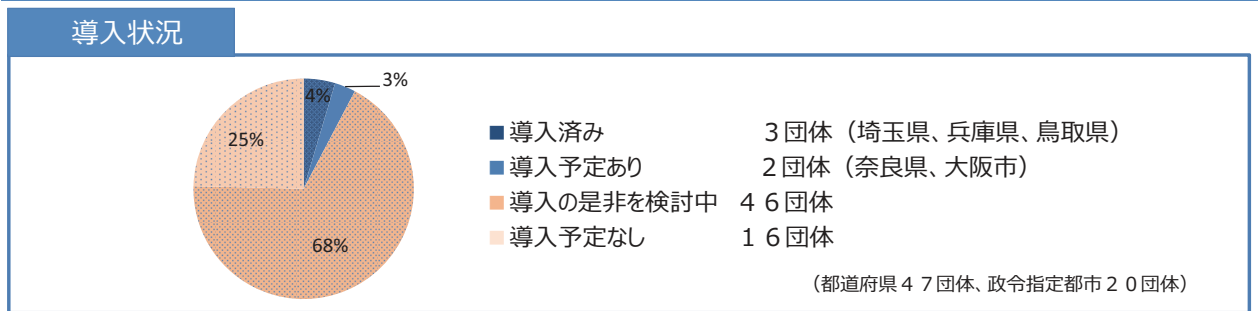 導入状況
4%
3%
25%
68%
■導入済み 3団体（埼玉県、兵庫県、鳥取県）
■導入予定あり 2団体（奈良県、大阪市）
■導入の是非を検討中 46団体
■導入予定なし 16団体
（都道府県47団体、政令指定都市20団体）